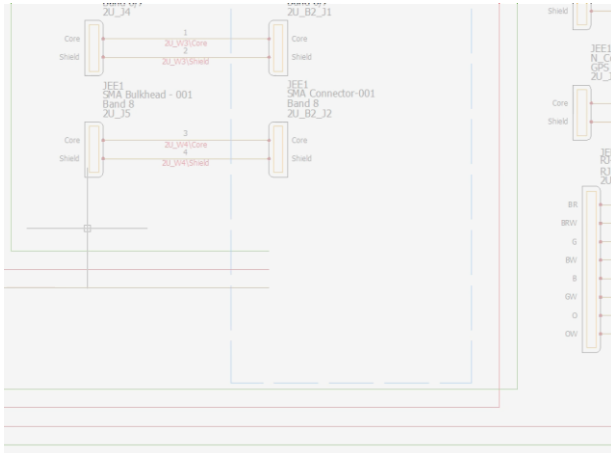 2U_J4
2U_B2_J1
Core
Shield
1
2U_W3\Core
2
2U_W3\Shield
Core
Shield
JEE1
SMA Bulkhead - 001
Band 8
2U_J5
JEE1
SMA Connector-001
Band 8
2U_B2_J2
Core
Shield
3
2U_W4\Core
4
2U_W4\Shield
Core
Shield
Shield
JEE1
GPS
Core
Shield
BR
BRW
G
BW
B
GW
O
OW